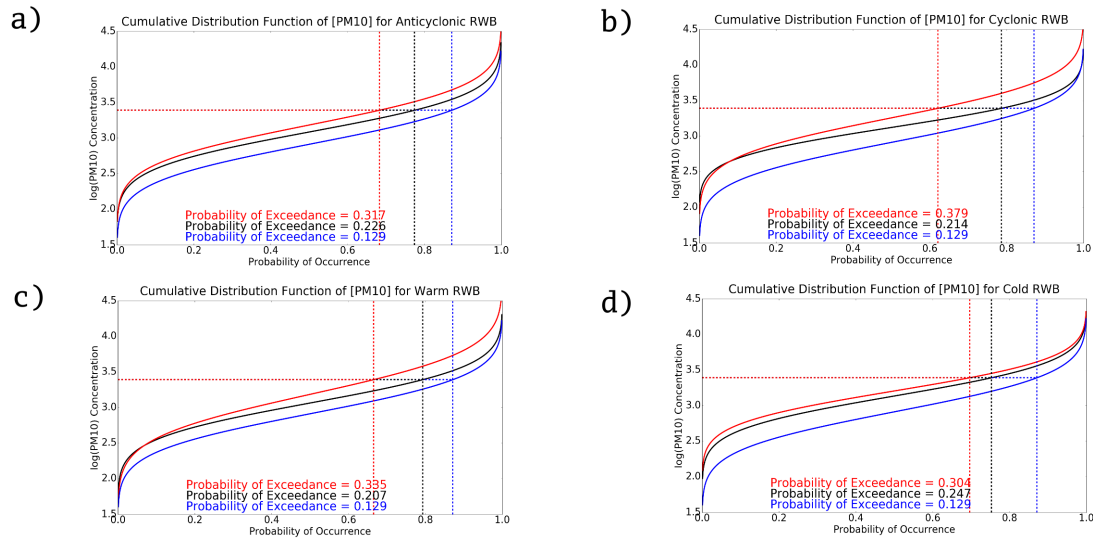 a)
Cumulative Distribution Function of [PM10] for Anticyclonic RWB
log(PM10) Concentration
4.5
4.0
3.5
3.0
2.5
2.0
1.5
Probability of Exceedance = 0.317
Probability of Exceedance = 0.226
Probability of Exceedance = 0.129
0.0 0.2 0.4 0.6 0.8 1.0
Probability of Occurrence
b)
Cumulative Distribution Function of [PM10] for Cyclonic RWB
log(PM10) Concentration
4.5
4.0
3.5
3.0
2.5
2.0
1.5
Probability of Exceedance = 0.379
Probability of Exceedance = 0.214
Probability of Exceedance = 0.129
0.0 0.2 0.4 0.6 0.8 1.0
Probability of Occurrence
c)
Cumulative Distribution Function of [PM10] for Warm RWB
log(PM10) Concentration
4.5
4.0
3.5
3.0
2.5
2.0
1.5
Probability of Exceedance = 0.335
Probability of Exceedance = 0.207
Probability of Exceedance = 0.129
0.0 0.2 0.4 0.6 0.8 1.0
Probability of Occurrence
d)
Cumulative Distribution Function of [PM10] for Cold RWB
log(PM10) Concentration
4.5
4.0
3.5
3.0
2.5
2.0
1.5
Probability of Exceedance = 0.304
Probability of Exceedance = 0.247
Probability of Exceedance = 0.129
0.0 0.2 0.4 0.6 0.8 1.0
Probability of Occurrence